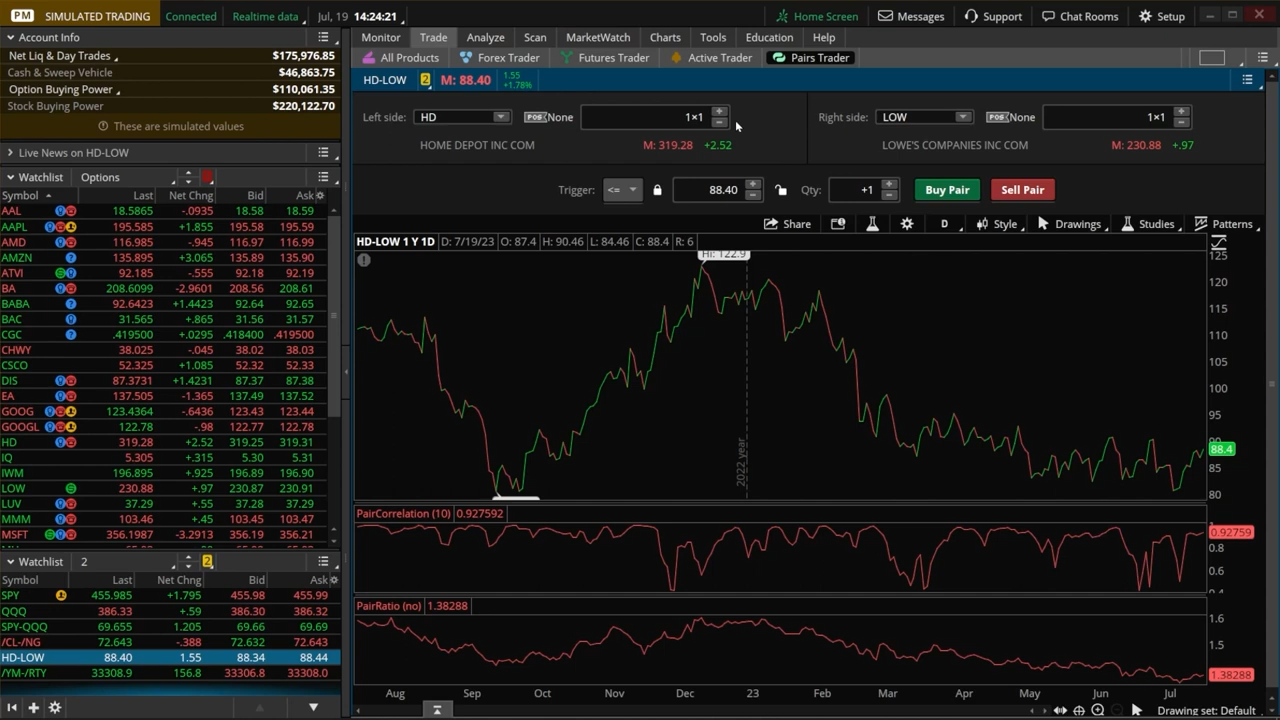 PM SIMULATED TRADING Connected Realtime data Jul, 19 14:24:21 Home Screen Messages Support Chat Rooms Setup
Account Info
Net Liq & Day Trades $175,976.85
Cash & Sweep Vehicle $46,863.75
Option Buying Power $110,061.35
Stock Buying Power $220,122.70
These are simulated values
Live News on HD-LOW
Watchlist Options
Symbol Last Net Chng Bid Ask
AAL 18.5865 -.0935 18.58 18.59
AAPL 195.585 +1.855 195.58 195.59
AMD 116.985 -.945 116.97 116.99
AMZN 135.895 +3.065 135.89 135.90
ATVI 92.185 -.555 92.18 92.19
BA 208.6099 -2.9601 208.56 208.61
BABA 92.6423 +1.4423 92.64 92.65
BAC 31.565 +.865 31.56 31.57
CGC .419500 +.0295 .418400 .419500
CHWY 38.025 -.045 38.02 38.03
CSCO 52.325 +1.085 52.32 52.33
DIS 87.3731 +1.4231 87.37 87.38
EA 137.505 -1.365 137.49 137.52
GOOG 123.4364 -.6436 123.43 123.44
GOOGL 122.78 -.98 122.77 122.78
HD 319.28 +2.52 319.25 319.31
IQ 5.305 +.315 5.30 5.31
IWM 196.895 +.925 196.89 196.90
LOW 230.88 +.97 230.87 230.91
LUV 37.29 +.55 37.28 37.29
MMM 103.46 +.45 103.45 103.47
MSFT 356.1987 -3.2913 356.19 356.21
Watchlist 2 2
Symbol Last Net Chng Bid Ask
SPY 455.985 +1.795 455.98 455.99
QQQ 386.33 +.59 386.30 386.32
SPY-QQQ 69.655 1.205 69.66 69.69
/CL-/NG 72.643 -.388 72.632 72.643
HD-LOW 88.40 1.55 88.34 88.44
/YM-/RTY 33308.9 156.8 33306.8 33308.0
Monitor Trade Analyze Scan MarketWatch Charts Tools Education Help
All Products Forex Trader Futures Trader Active Trader Pairs Trader
HD-LOW 2 M: 88.40 1.55
+1.78%
Left side: HD POS None 1×1 Right side: LOW POS None 1×1
HOME DEPOT INC COM M: 319.28 +2.52 LOWE'S COMPANIES INC COM M: 230.88 +.97
Trigger: <= 88.40 Qty: +1 Buy Pair Sell Pair
Share D Style Drawings Studies Patterns
HD-LOW 1 Y 1D D: 7/19/23 O: 87.4 H: 90.46 L: 84.46 C: 88.4 R: 6
Hi: 122.9
125
120
115
110
105
100
95
90
88.4
85
80
2022 year
PairCorrelation (10) 0.927592
1
0.92759
0.8
0.6
0.4
PairRatio (no) 1.38288
1.6
1.5
1.38288
Aug Sep Oct Nov Dec 23 Feb Mar Apr May Jun Jul
Drawing set: Default